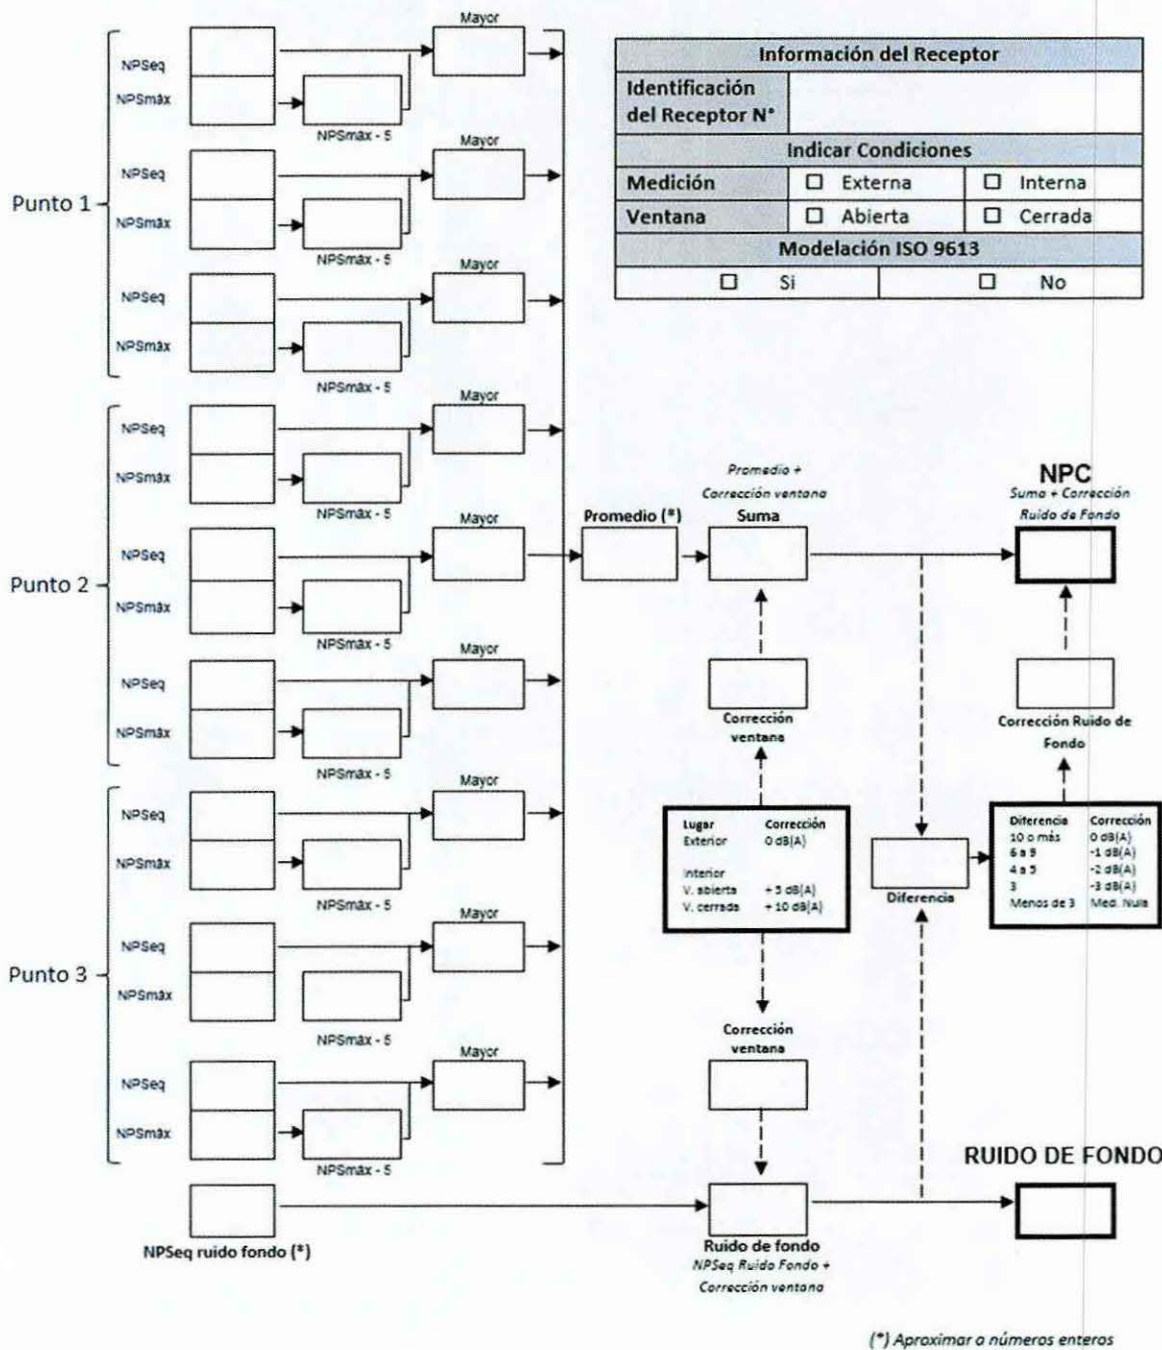 Información del Receptor
Identificación
del Receptor N°
Indicar Condiciones
Medición ☐ Externa ☐ Interna
Ventana ☐ Abierta ☐ Cerrada
Modelación ISO 9613
☐ Si ☐ No
Punto 1
NPSeq
Mayor
NPSmáx
NPSmáx - 5
NPSeq
Mayor
NPSmáx
NPSmáx - 5
NPSeq
Mayor
NPSmáx
NPSmáx - 5
Punto 2
NPSeq
Mayor
NPSmáx
NPSmáx - 5
NPSeq
Mayor
NPSmáx
NPSmáx - 5
NPSeq
Mayor
NPSmáx
NPSmáx - 5
Punto 3
NPSeq
Mayor
NPSmáx
NPSmáx - 5
NPSeq
Mayor
NPSmáx
NPSmáx - 5
NPSeq
Mayor
NPSmáx
NPSmáx - 5
NPSeq ruido fondo (*)
Promedio (*)
Promedio +
Corrección ventana
Suma
Corrección
ventana
Lugar Corrección
Exterior 0 dB(A)
Interior
V. abierta + 5 dB(A)
V. cerrada + 10 dB(A)
Corrección
ventana
Ruido de fondo
NPSeq Ruido Fondo +
Corrección ventana
Diferencia
NPC
Suma + Corrección
Ruido de Fondo
Corrección Ruido de
Fondo
Diferencia Corrección
10 o más 0 dB(A)
6 a 9 -1 dB(A)
4 a 5 -2 dB(A)
3 -3 dB(A)
Menos de 3 Med. Nula
RUIDO DE FONDO
(*) Aproximar a números enteros